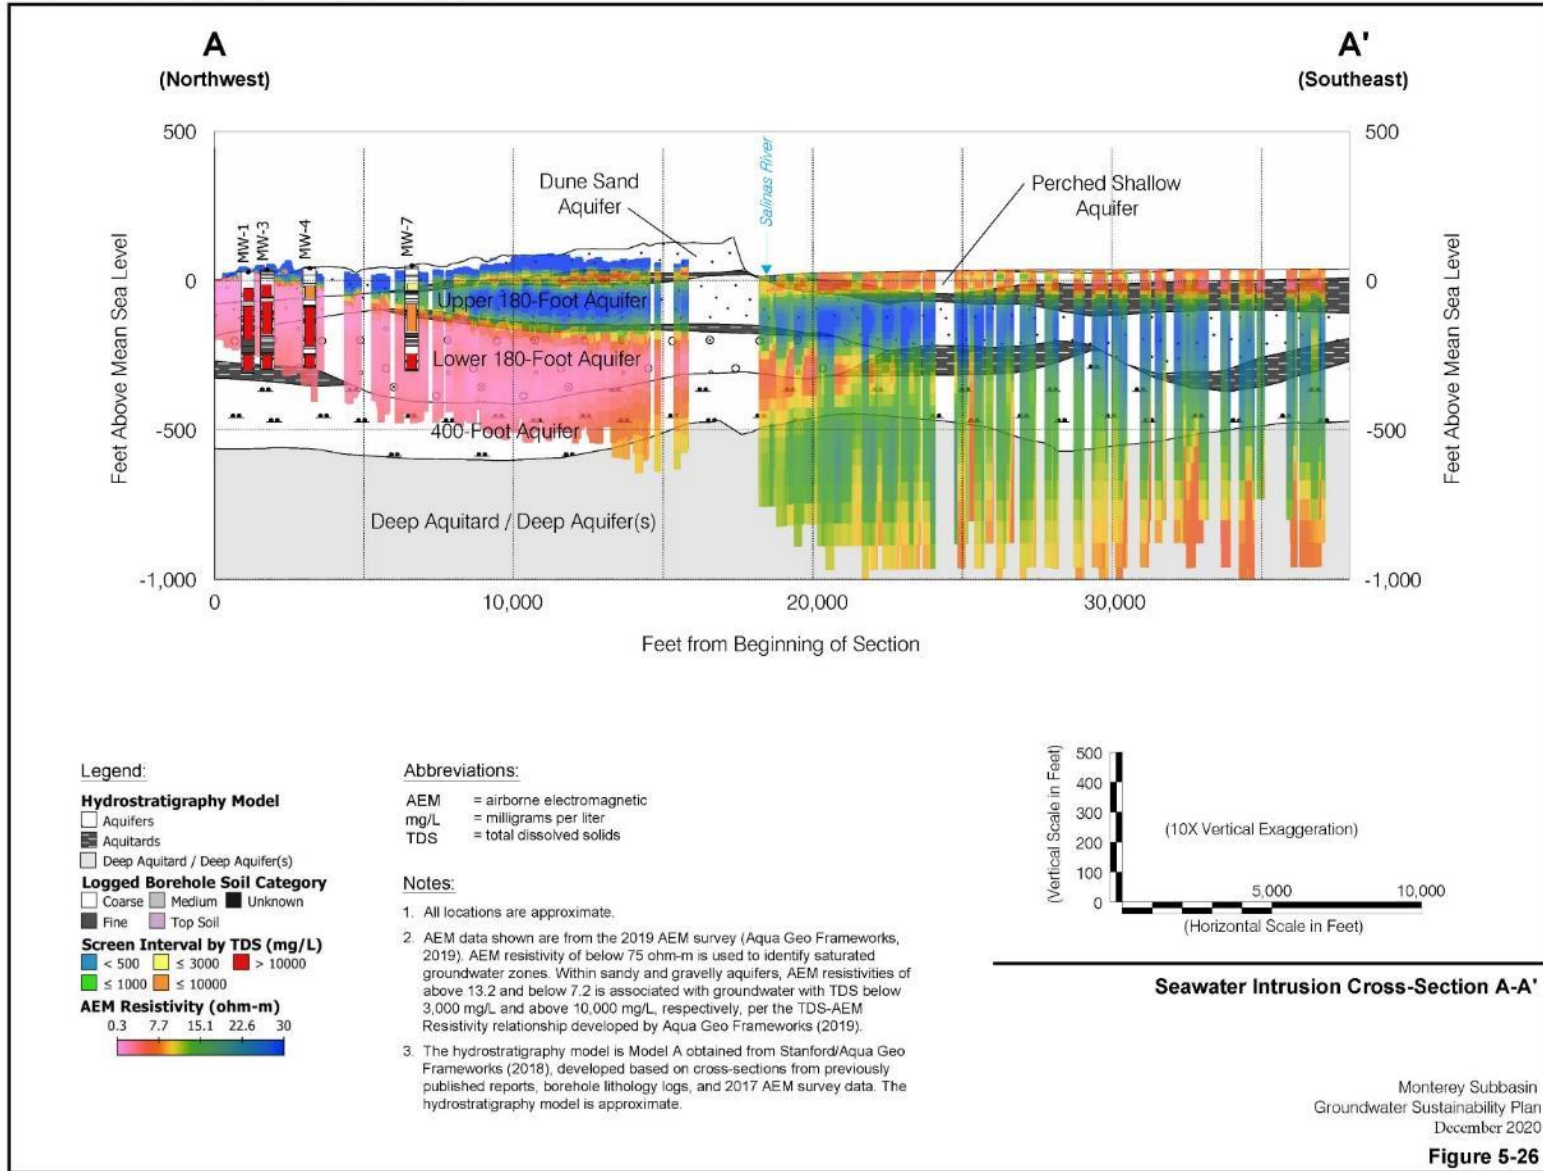 A
(Northwest)
A'
(Southeast)
500
0
-500
-1,000
Feet Above Mean Sea Level
MW-1
MW-3
MW-4
MW-7
Dune Sand
Aquifer
Salinas River
Perched Shallow
Aquifer
Upper 180-Foot Aquifer
Lower 180-Foot Aquifer
400-Foot Aquifer
Deep Aquitard / Deep Aquifer(s)
500
0
-500
-1,000
Feet Above Mean Sea Level
0
10,000
20,000
30,000
Feet from Beginning of Section
Legend:
Hydrostratigraphy Model
Aquifers
Aquitards
Deep Aquitard / Deep Aquifer(s)
Logged Borehole Soil Category
Coarse Medium Unknown
Fine Top Soil
Screen Interval by TDS (mg/L)
< 500 ≤ 3000 > 10000
≤ 1000 ≤ 10000
AEM Resistivity (ohm-m)
0.3 7.7 15.1 22.6 30
Abbreviations:
AEM = airborne electromagnetic
mg/L = milligrams per liter
TDS = total dissolved solids
Notes:
1. All locations are approximate.
2. AEM data shown are from the 2019 AEM survey (Aqua Geo Frameworks,
2019). AEM resistivity of below 75 ohm-m is used to identify saturated
groundwater zones. Within sandy and gravelly aquifers, AEM resistivities of
above 13.2 and below 7.2 is associated with groundwater with TDS below
3,000 mg/L and above 10,000 mg/L, respectively, per the TDS-AEM
Resistivity relationship developed by Aqua Geo Frameworks (2019).
3. The hydrostratigraphy model is Model A obtained from Stanford/Aqua Geo
Frameworks (2018), developed based on cross-sections from previously
published reports, borehole lithology logs, and 2017 AEM survey data. The
hydrostratigraphy model is approximate.
(Vertical Scale in Feet)
500
400
300
200
100
0
(10X Vertical Exaggeration)
5,000 10,000
(Horizontal Scale in Feet)
Seawater Intrusion Cross-Section A-A'
Monterey Subbasin
Groundwater Sustainability Plan
December 2020
Figure 5-26